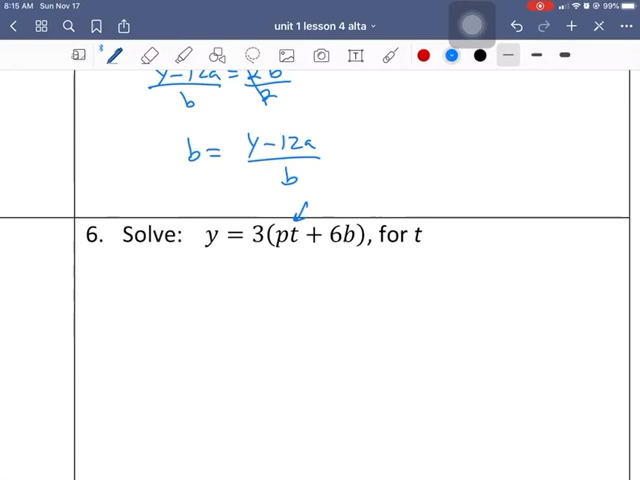 8:15 AM Sun Nov 17
99%
unit 1 lesson 4 alta
y-12a = b
b
b = y-12a
b
6. Solve: y = 3(pt + 6b), for t